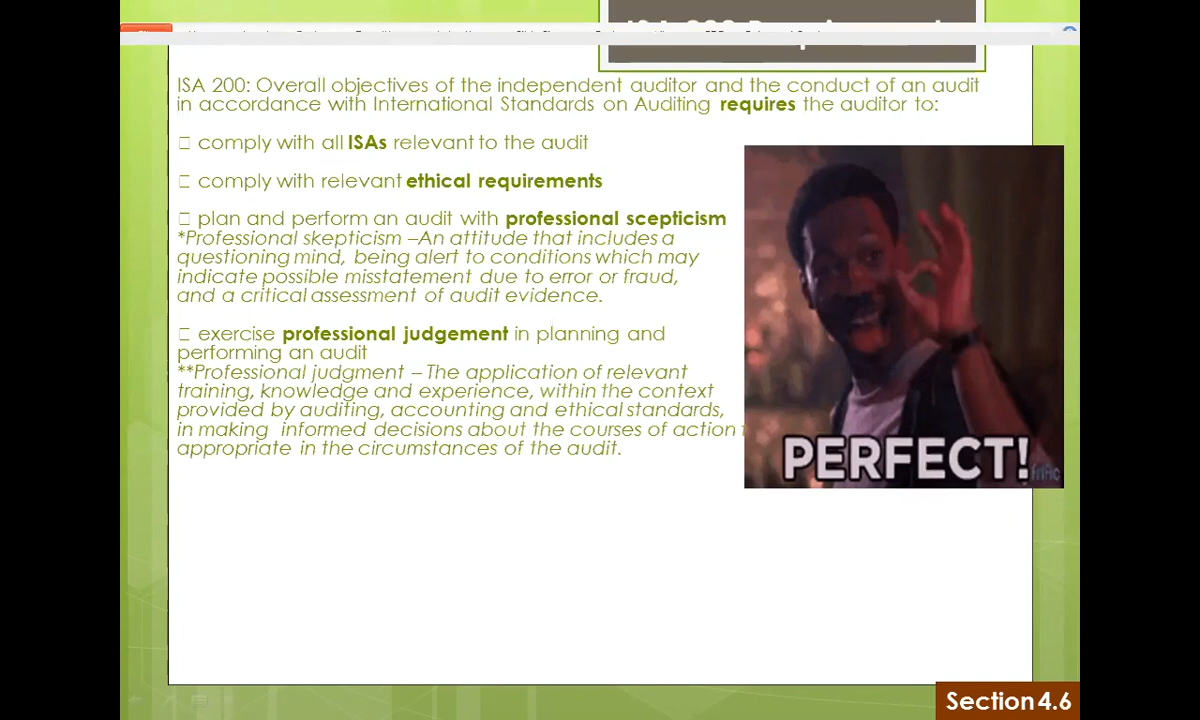 ISA 200: Overall objectives of the independent auditor and the conduct of an audit
in accordance with International Standards on Auditing requires the auditor to:
comply with all ISAs relevant to the audit
comply with relevant ethical requirements
plan and perform an audit with professional scepticism
*Professional skepticism –An attitude that includes a
questioning mind, being alert to conditions which may
indicate possible misstatement due to error or fraud,
and a critical assessment of audit evidence.
exercise professional judgement in planning and
performing an audit
**Professional judgment – The application of relevant
training, knowledge and experience, within the context
provided by auditing, accounting and ethical standards,
in making informed decisions about the courses of action
appropriate in the circumstances of the audit.
PERFECT!
Section 4.6